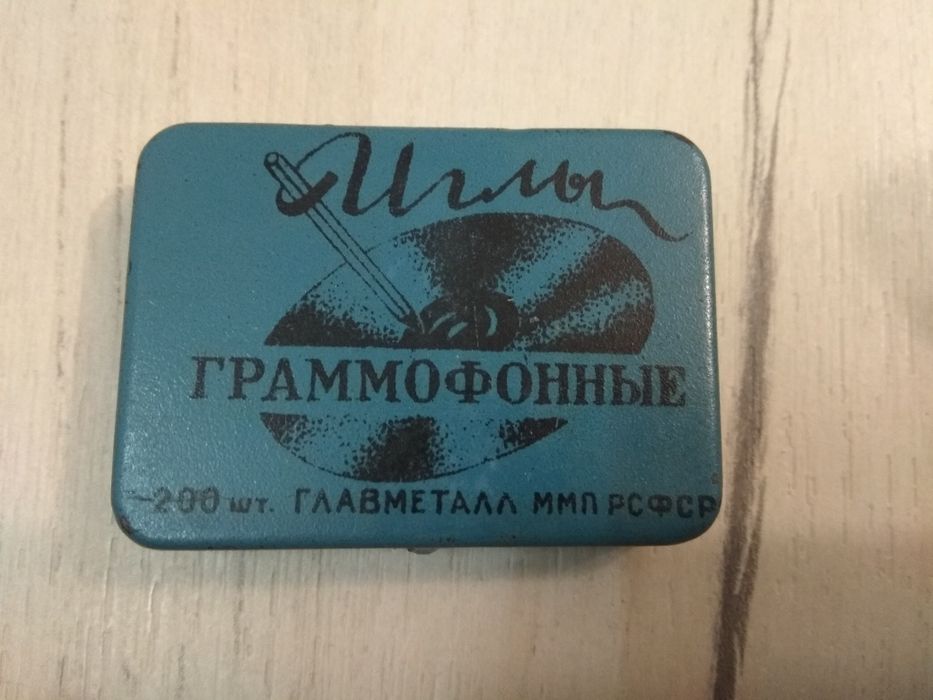 Иглы
ГРАММОФОННЫЕ
200 шт. ГЛАВМЕТАЛЛ ММП РСФСР